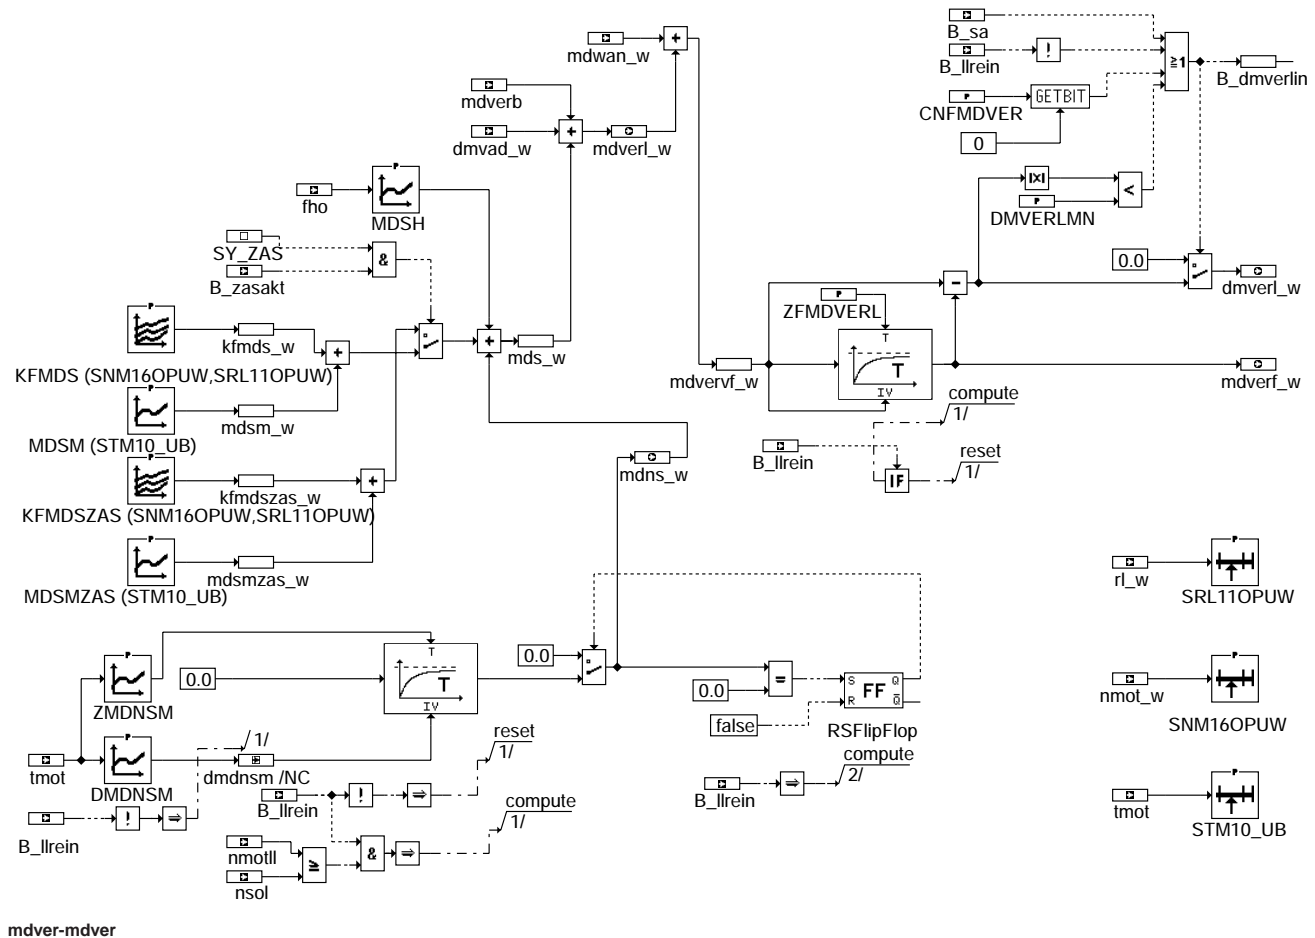 B_sa
mdwan_w
B_llrein
!
≧1
B_dmverlin
mdverb
P
GETBIT
CNFMDVER
dmvad_w
mdverl_w
0
P
|x|
<
P
DMVERLMN
fho
MDSH
SY_ZAS
&
B_zasakt
0.0
dmverl_w
P
ZFMDVERL
P
T
kfmds_w
mds_w
T
KFMDS (SNM16OPUW,SRL11OPUW)
mdvervf_w
mdverf_w
IV
compute
1/
P
mdsm_w
MDSM (STM10_UB)
B_llrein
reset
1/
mdns_w
IF
P
kfmdszas_w
KFMDSZAS (SNM16OPUW,SRL11OPUW)
P
mdsmzas_w
MDSMZAS (STM10_UB)
P
rl_w
SRL11OPUW
P
T
0.0
T
0.0
IV
ZMDNSM
0.0
=
S Q
FF
R Q̅
false
RSFlipFlop
P
nmot_w
SNM16OPUW
P
1/
reset
1/
tmot
dmdnsm /NC
DMDNSM
compute
2/
B_llrein
⇒
B_llrein
!
⇒
P
tmot
STM10_UB
B_llrein
!
⇒
compute
1/
nmotll
≧
&
⇒
nsol
mdver-mdver